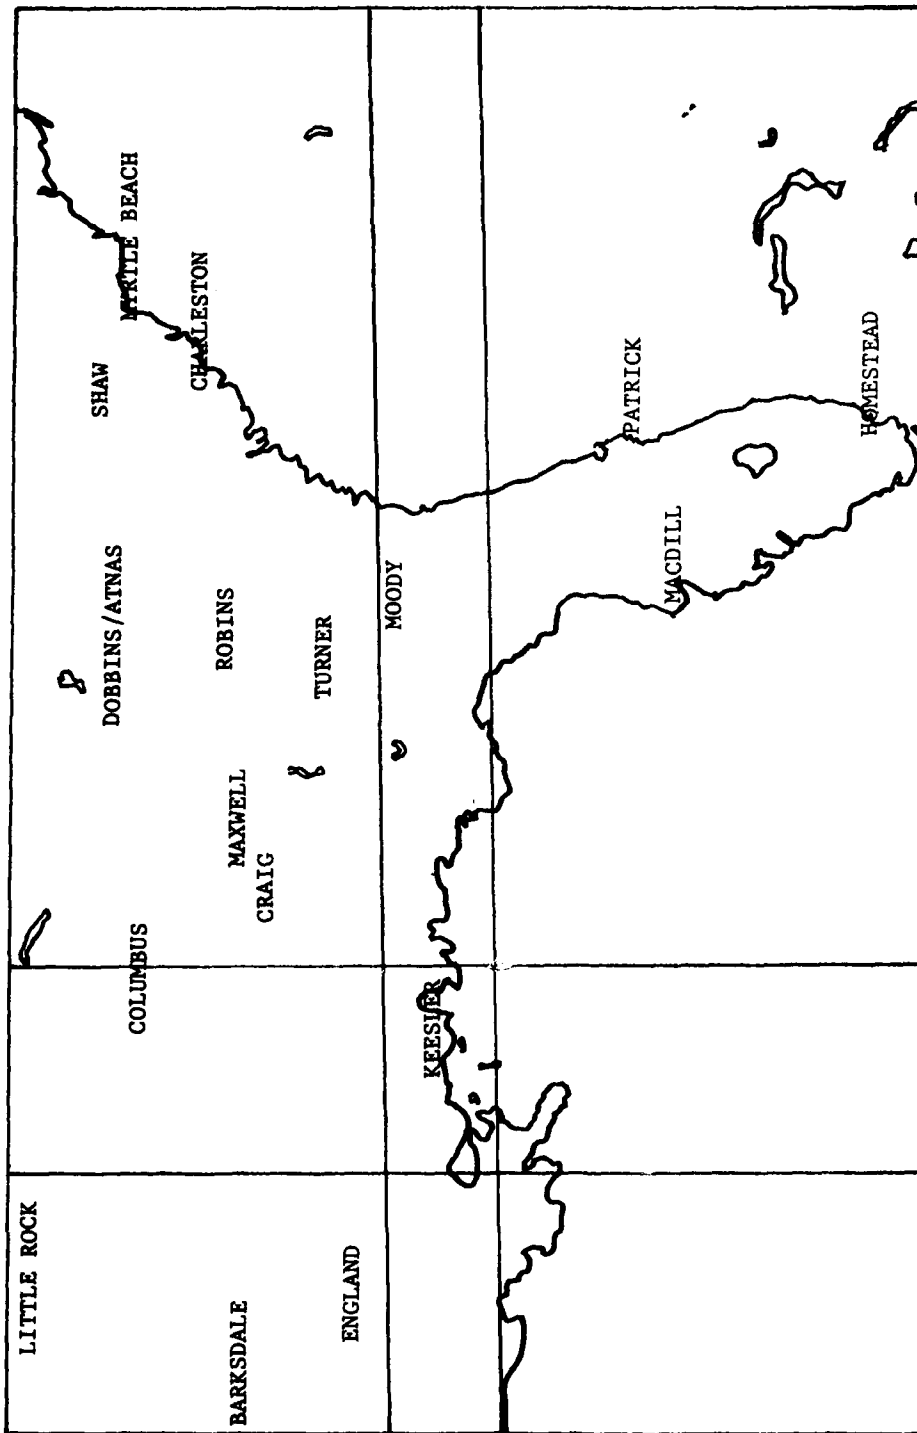 LITTLE ROCK
COLUMBUS
DOBBINS/ATNAS
SHAW
MYRTLE BEACH
BARKSDALE
CRAIG
MAXWELL
ROBINS
CHARLESTON
ENGLAND
TURNER
KEESLER
MOODY
MACDILL
PATRICK
HOMESTEAD